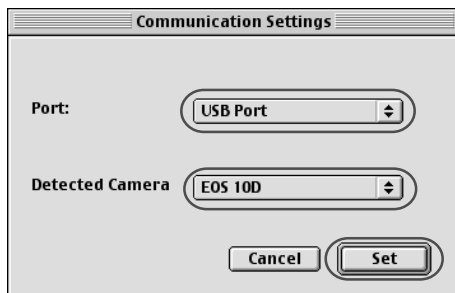 Communication Settings
Port: USB Port
Detected Camera EOS 10D
Cancel Set